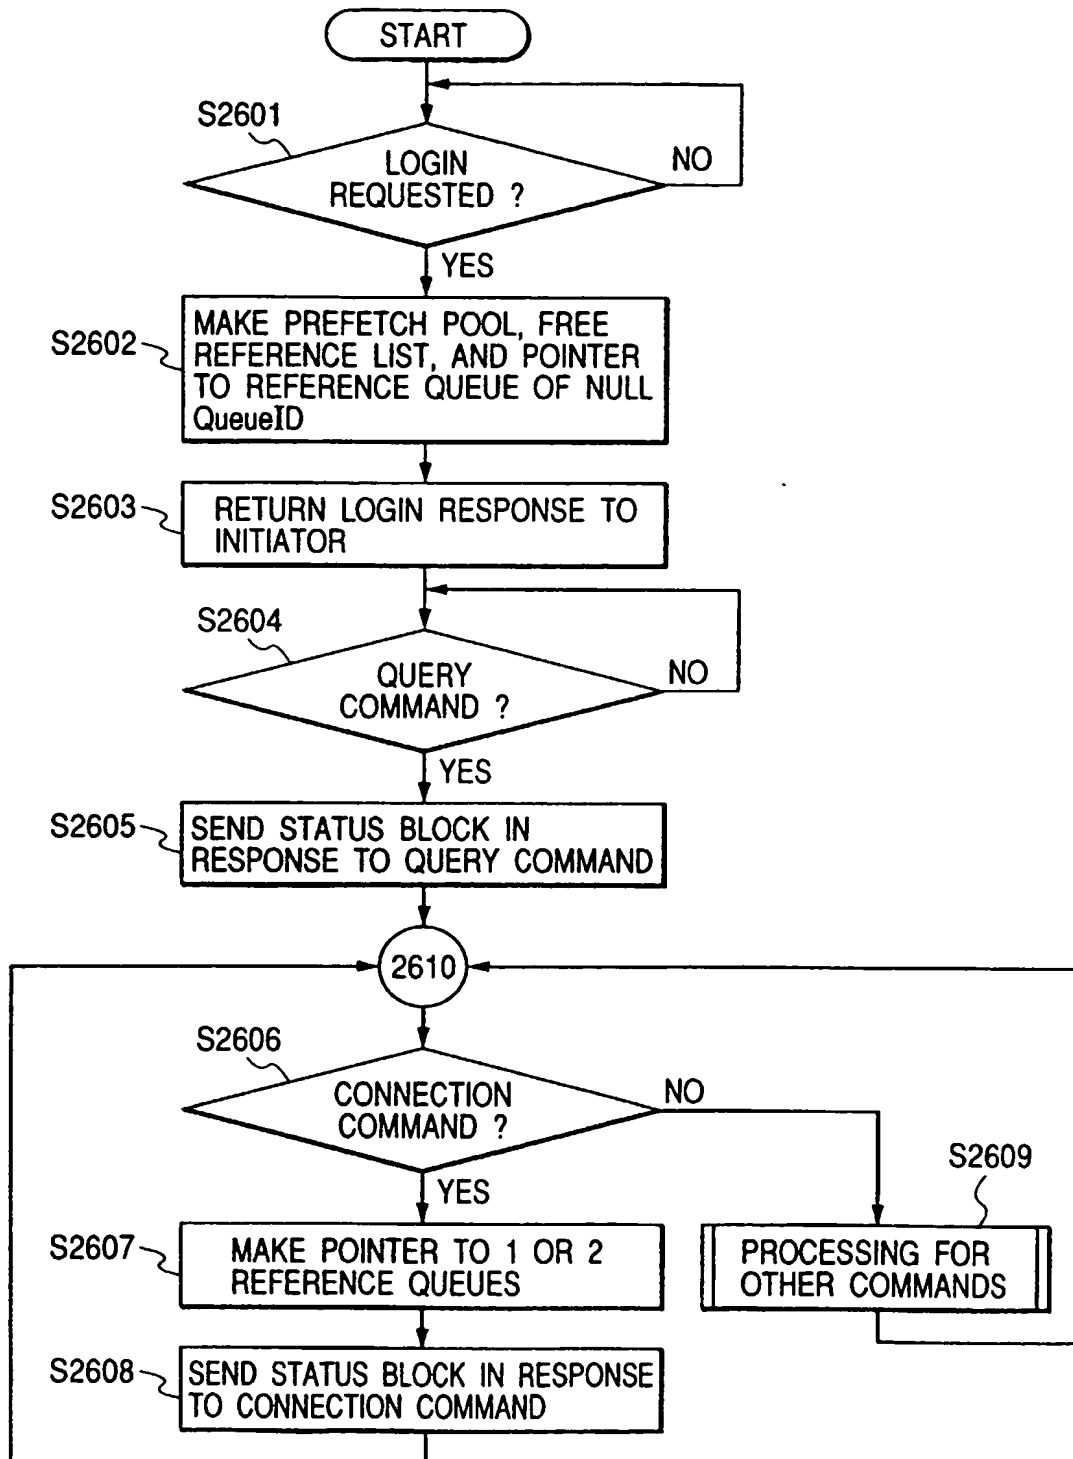 START
S2601
LOGIN
REQUESTED ?
NO
YES
S2602
MAKE PREFETCH POOL, FREE
REFERENCE LIST, AND POINTER
TO REFERENCE QUEUE OF NULL
QueueID
S2603
RETURN LOGIN RESPONSE TO
INITIATOR
S2604
QUERY
COMMAND ?
NO
YES
S2605
SEND STATUS BLOCK IN
RESPONSE TO QUERY COMMAND
2610
S2606
CONNECTION
COMMAND ?
NO
YES
S2607
MAKE POINTER TO 1 OR 2
REFERENCE QUEUES
S2609
PROCESSING FOR
OTHER COMMANDS
S2608
SEND STATUS BLOCK IN RESPONSE
TO CONNECTION COMMAND